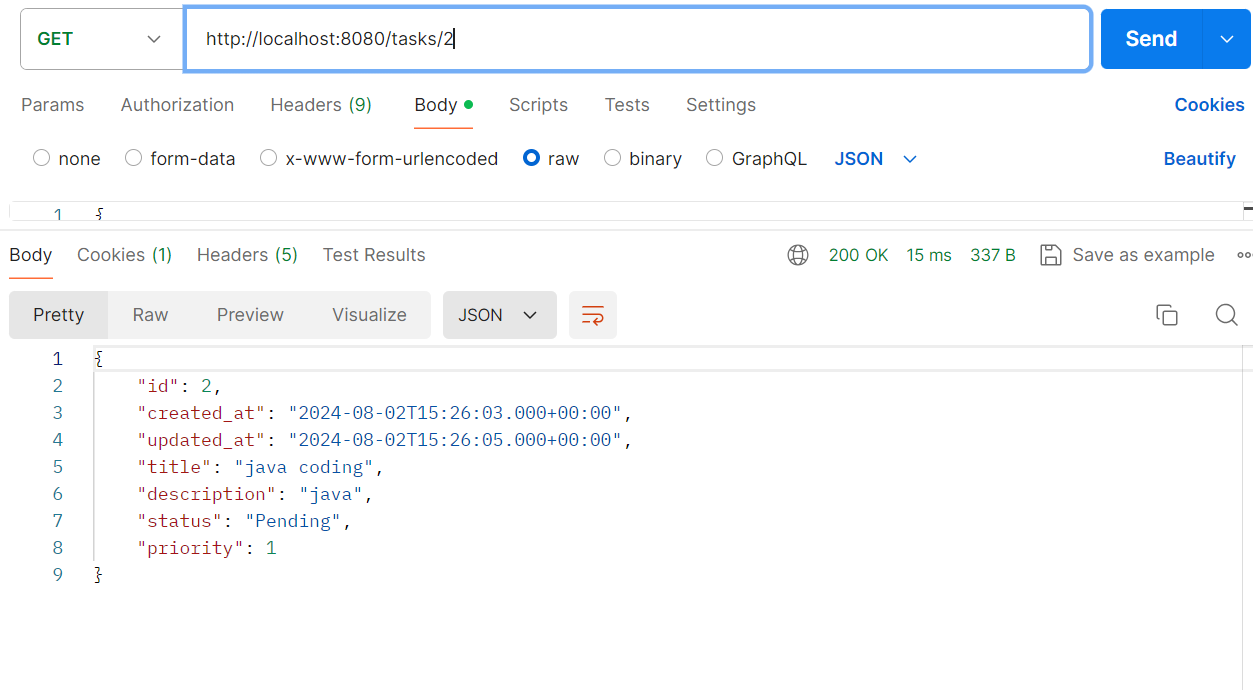 GET http://localhost:8080/tasks/2 Send
Params Authorization Headers (9) Body Scripts Tests Settings Cookies
none form-data x-www-form-urlencoded raw binary GraphQL JSON Beautify
1 {
Body Cookies (1) Headers (5) Test Results 200 OK 15 ms 337 B Save as example
Pretty Raw Preview Visualize JSON
1 {
2 "id": 2,
3 "created_at": "2024-08-02T15:26:03.000+00:00",
4 "updated_at": "2024-08-02T15:26:05.000+00:00",
5 "title": "java coding",
6 "description": "java",
7 "status": "Pending",
8 "priority": 1
9 }